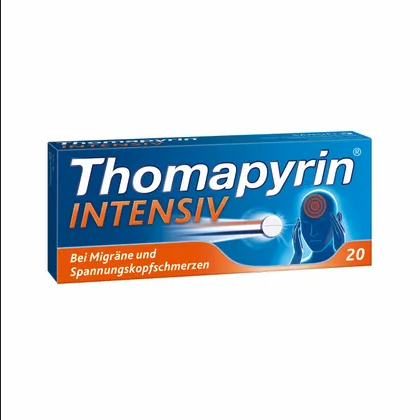 Thomapyrin®
INTENSIV
Bei Migräne und
Spannungskopfschmerzen
20